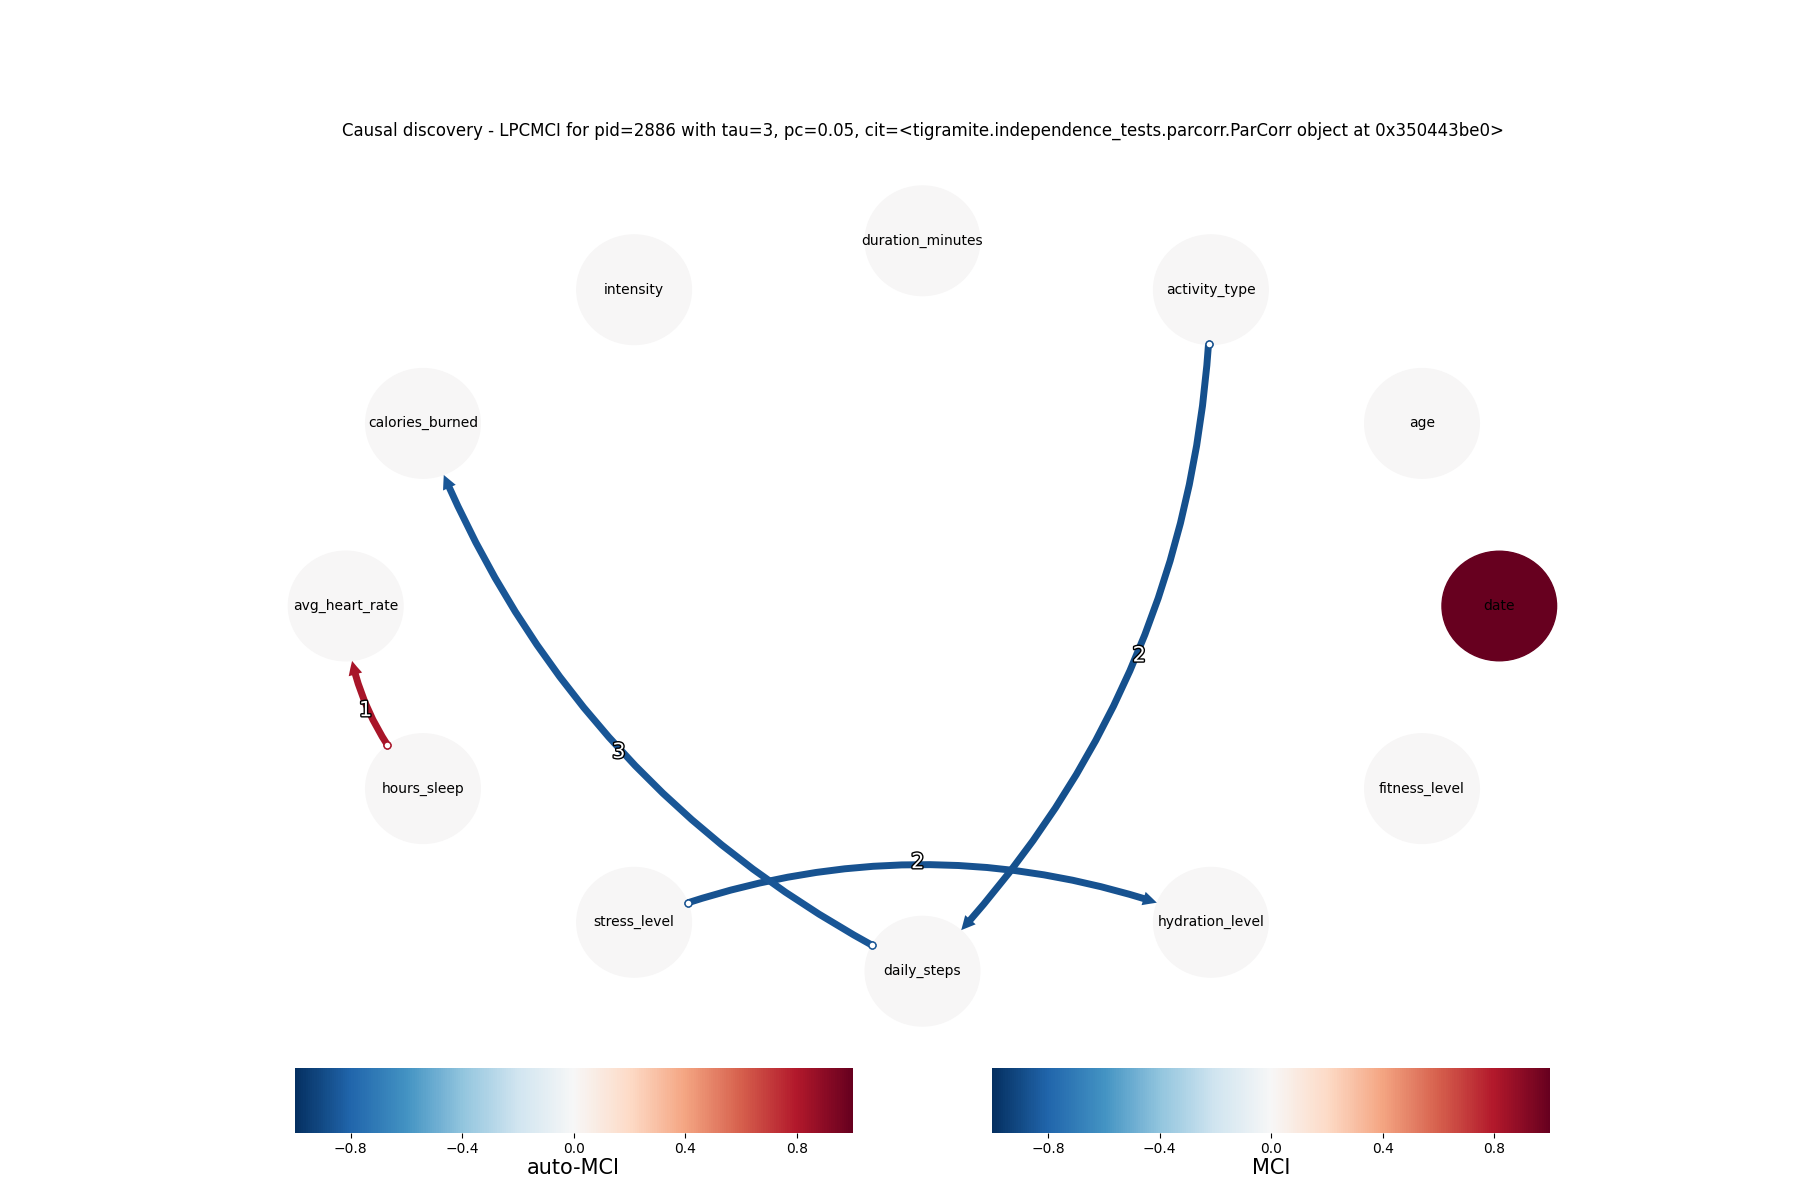 Causal discovery - LPCMCI for pid=2886 with tau=3, pc=0.05, cit=<tigramite.independence_tests.parcorr.ParCorr object at 0x350443be0>
duration_minutes
intensity
activity_type
calories_burned
age
avg_heart_rate
date
2
1
3
hours_sleep
fitness_level
2
stress_level
hydration_level
daily_steps
−0.8 −0.4 0.0 0.4 0.8
auto-MCI
−0.8 −0.4 0.0 0.4 0.8
MCI